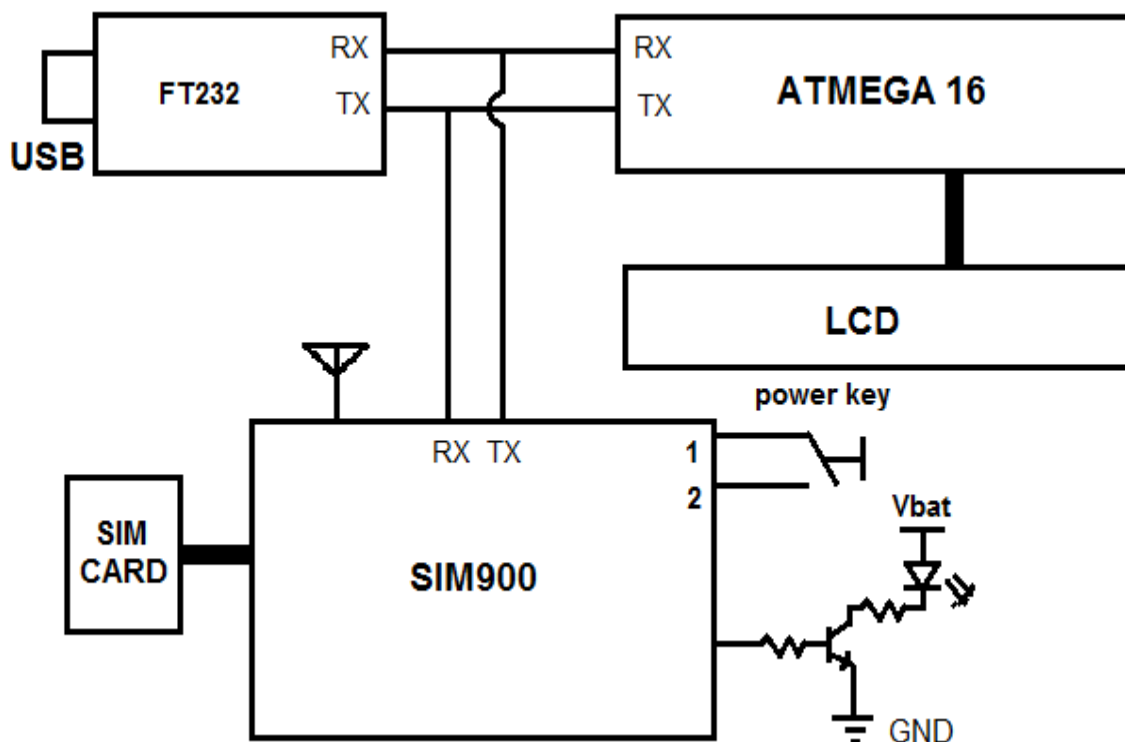 RX
RX
FT232
ATMEGA 16
TX
TX
USB
LCD
power key
RX TX
1
2
Vbat
SIM
CARD
SIM900
GND